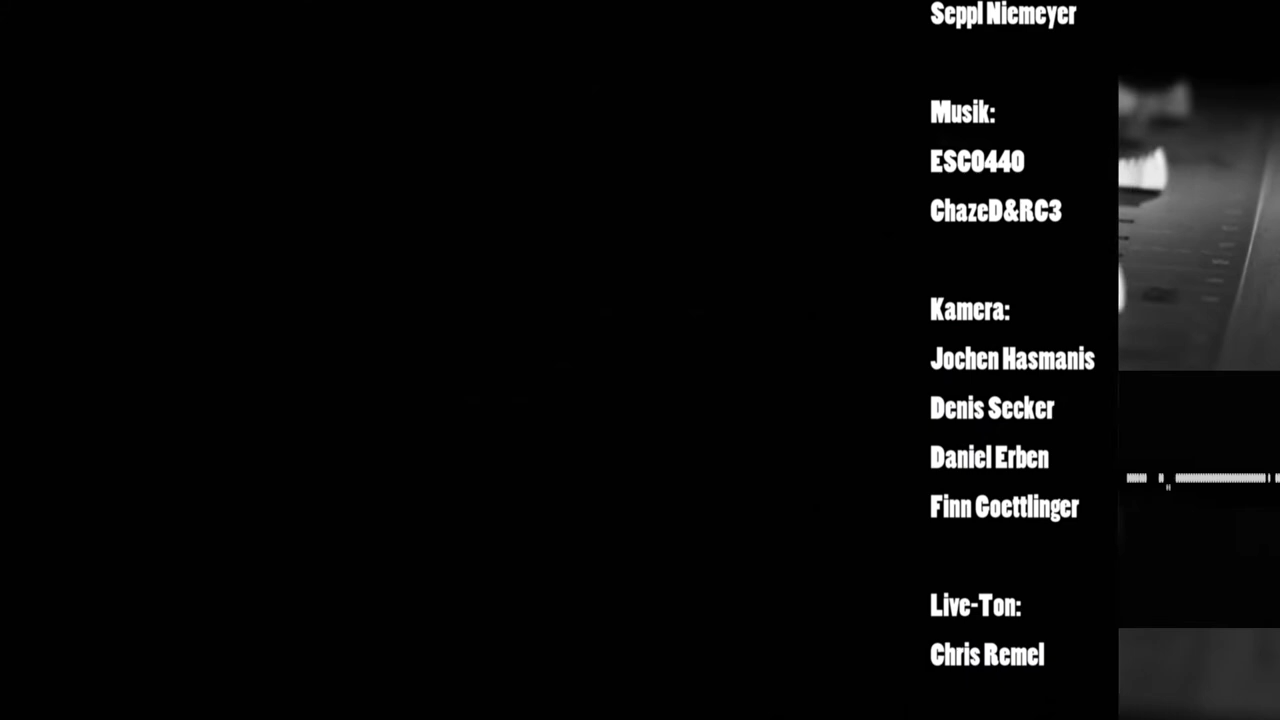 Seppl Niemeyer
Musik:
ESC0440
ChazeD&RC3
Kamera:
Jochen Hasmanis
Denis Secker
Daniel Erben
Finn Goettlinger
Live-Ton:
Chris Remel